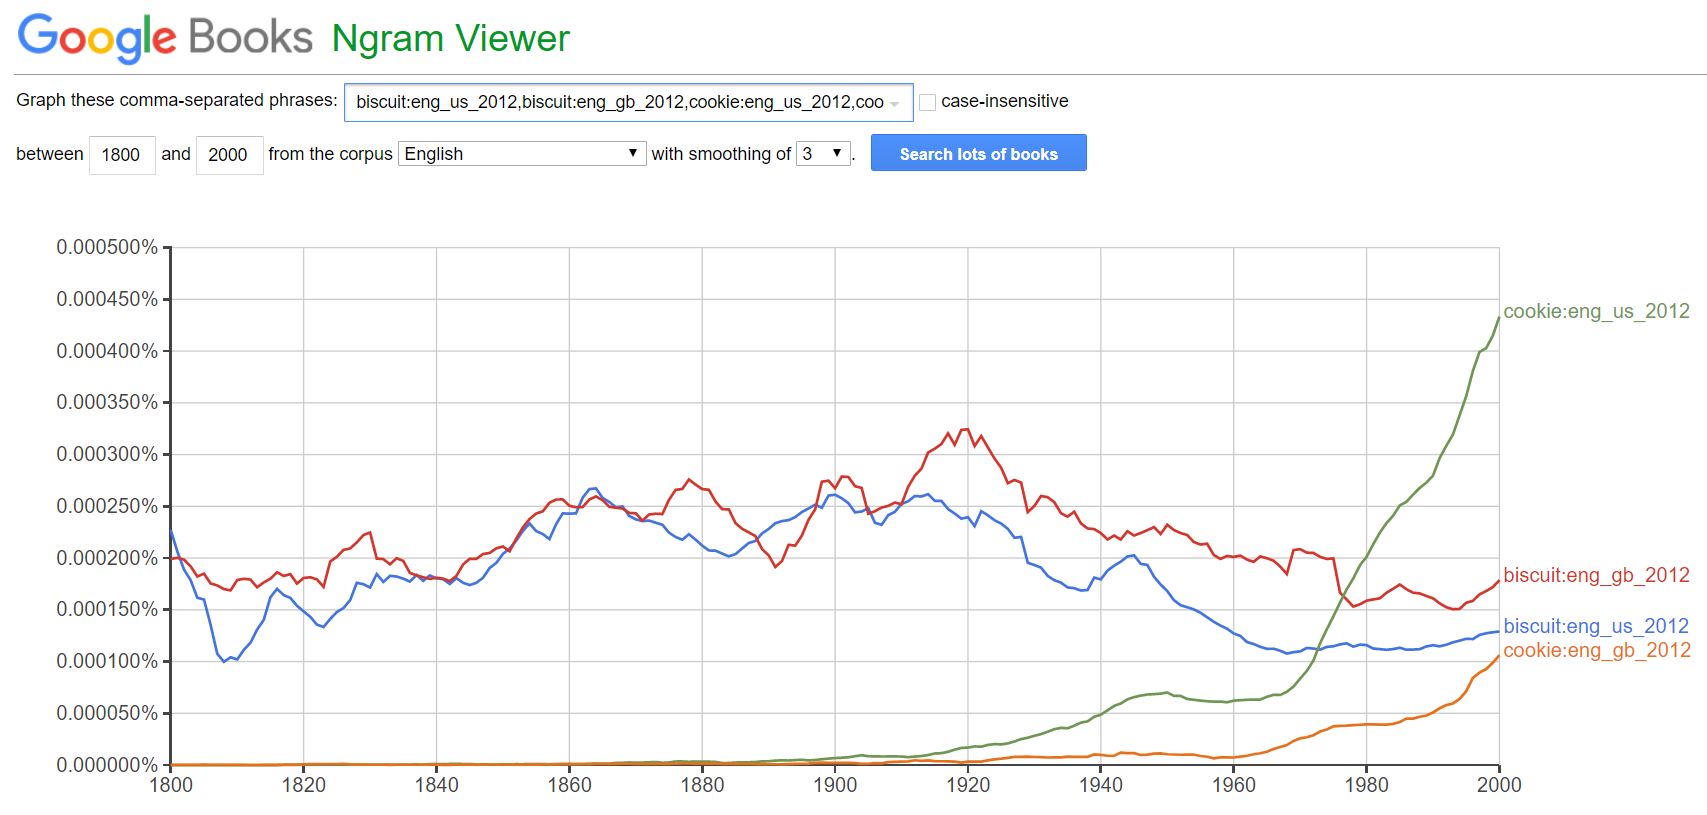 Google Books Ngram Viewer
Graph these comma-separated phrases: biscuit:eng_us_2012,biscuit:eng_gb_2012,cookie:eng_us_2012,coo case-insensitive
between 1800 and 2000 from the corpus English with smoothing of 3. Search lots of books
0.000500%
0.000450%
cookie:eng_us_2012
0.000400%
0.000350%
0.000300%
0.000250%
0.000200%
biscuit:eng_gb_2012
0.000150%
biscuit:eng_us_2012
cookie:eng_gb_2012
0.000100%
0.000050%
0.000000%
1800 1820 1840 1860 1880 1900 1920 1940 1960 1980 2000